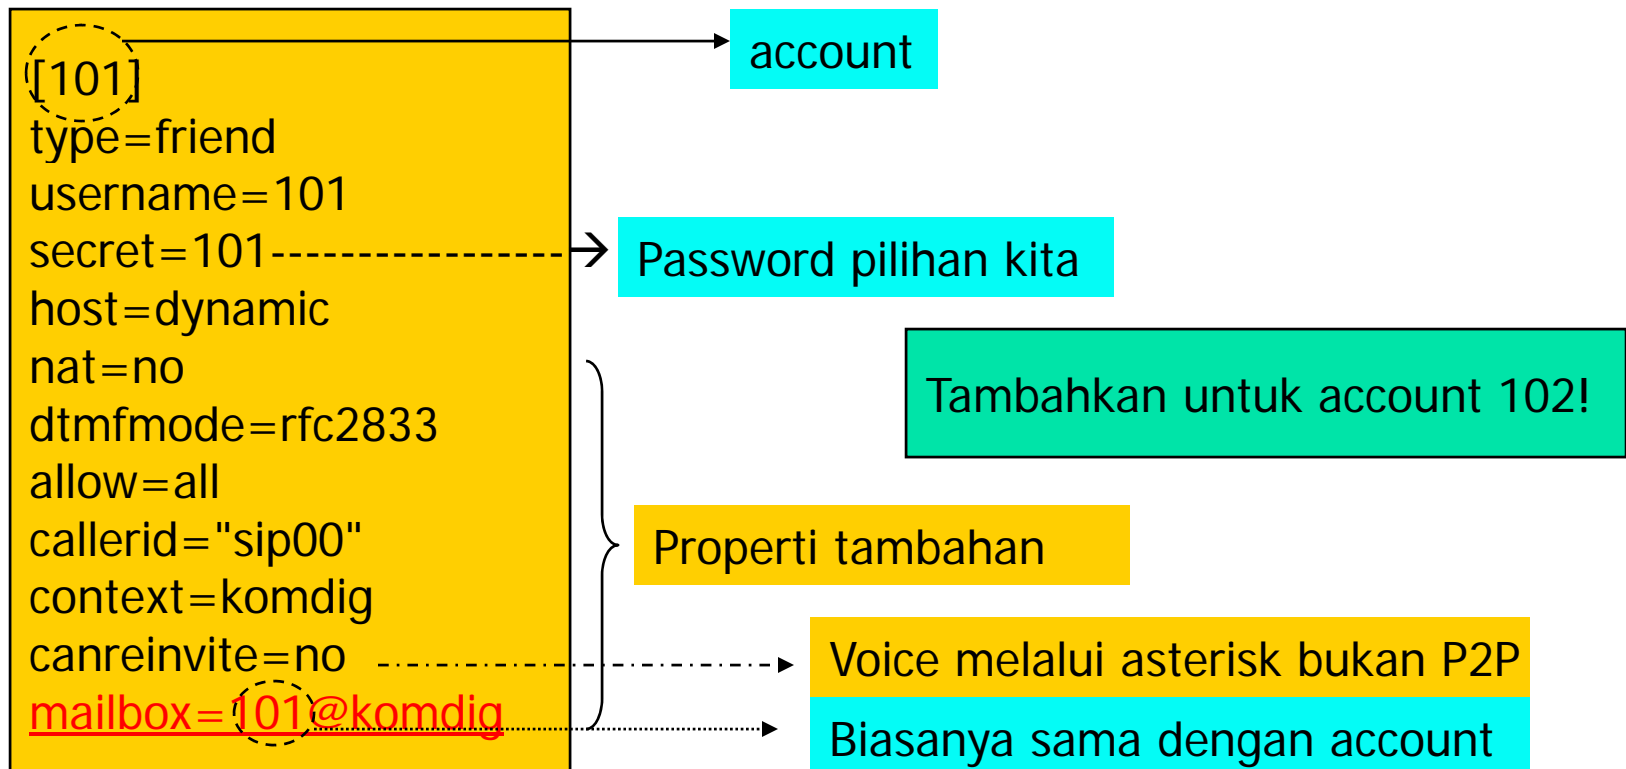 [101]
type=friend
username=101
secret=101
host=dynamic
nat=no
dtmfmode=rfc2833
allow=all
callerid="sip00"
context=komdig
canreinvite=no
mailbox=101@komdig
account
Password pilihan kita
Tambahkan untuk account 102!
Properti tambahan
Voice melalui asterisk bukan P2P
Biasanya sama dengan account